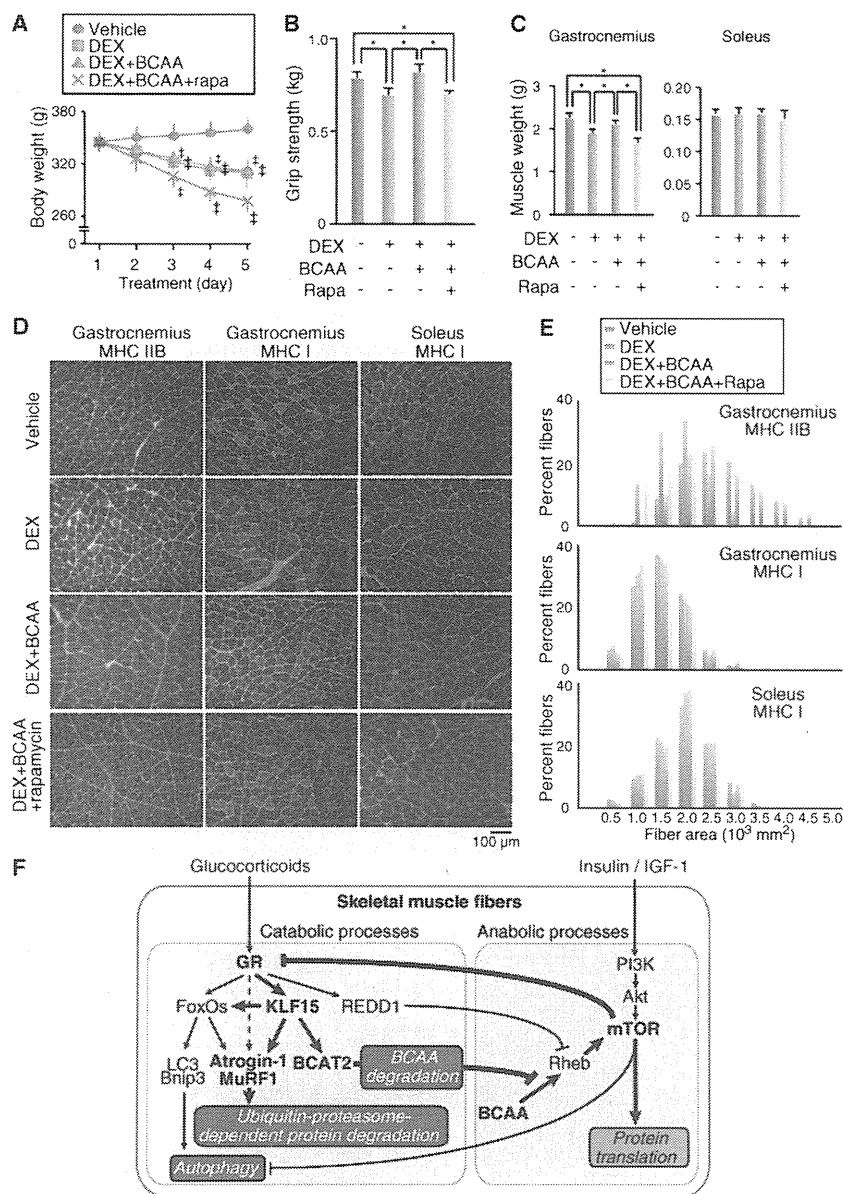 A
Vehicle
DEX
DEX+BCAA
DEX+BCAA+rapa
Body weight (g)
380
320
260
0
1 2 3 4 5
Treatment (day)
‡ ‡ ‡
‡ ‡ ‡
‡ ‡ ‡
B
Grip strength (kg)
1.0
0.5
0
*
* * *
DEX - + + +
BCAA - - + +
Rapa - - - +
C
Gastrocnemius
Soleus
Muscle weight (g)
3
2
1
0
*
* * *
0.20
0.15
0.10
0.05
0
DEX - + + + - + + +
BCAA - - + + - - + +
Rapa - - - + - - - +
D
Gastrocnemius
MHC IIB
Gastrocnemius
MHC I
Soleus
MHC I
Vehicle
DEX
DEX+BCAA
DEX+BCAA
+rapamycin
100 μm
E
Vehicle
DEX
DEX+BCAA
DEX+BCAA+Rapa
Gastrocnemius
MHC IIB
Percent fibers
40
20
0
Gastrocnemius
MHC I
Percent fibers
40
20
0
Soleus
MHC I
Percent fibers
40
20
0
0.5 1.0 1.5 2.0 2.5 3.0 3.5 4.0 4.5 5.0
Fiber area (10³ mm²)
F
Glucocorticoids
Insulin / IGF-1
Skeletal muscle fibers
Catabolic processes
Anabolic processes
GR
PI3K
Akt
FoxOs
KLF15
REDD1
mTOR
LC3
Bnip3
Atrogin-1
MuRF1
BCAT2
BCAA
degradation
Rheb
BCAA
Ubiquitin-proteasome-
dependent protein degradation
Autophagy
Protein
translation